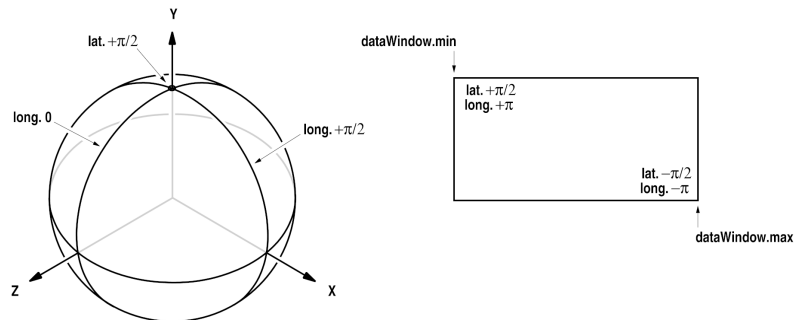 Y
lat. +π/2
long. 0
long. +π/2
Z
X
dataWindow.min
lat. +π/2
long. +π
lat. −π/2
long. −π
dataWindow.max